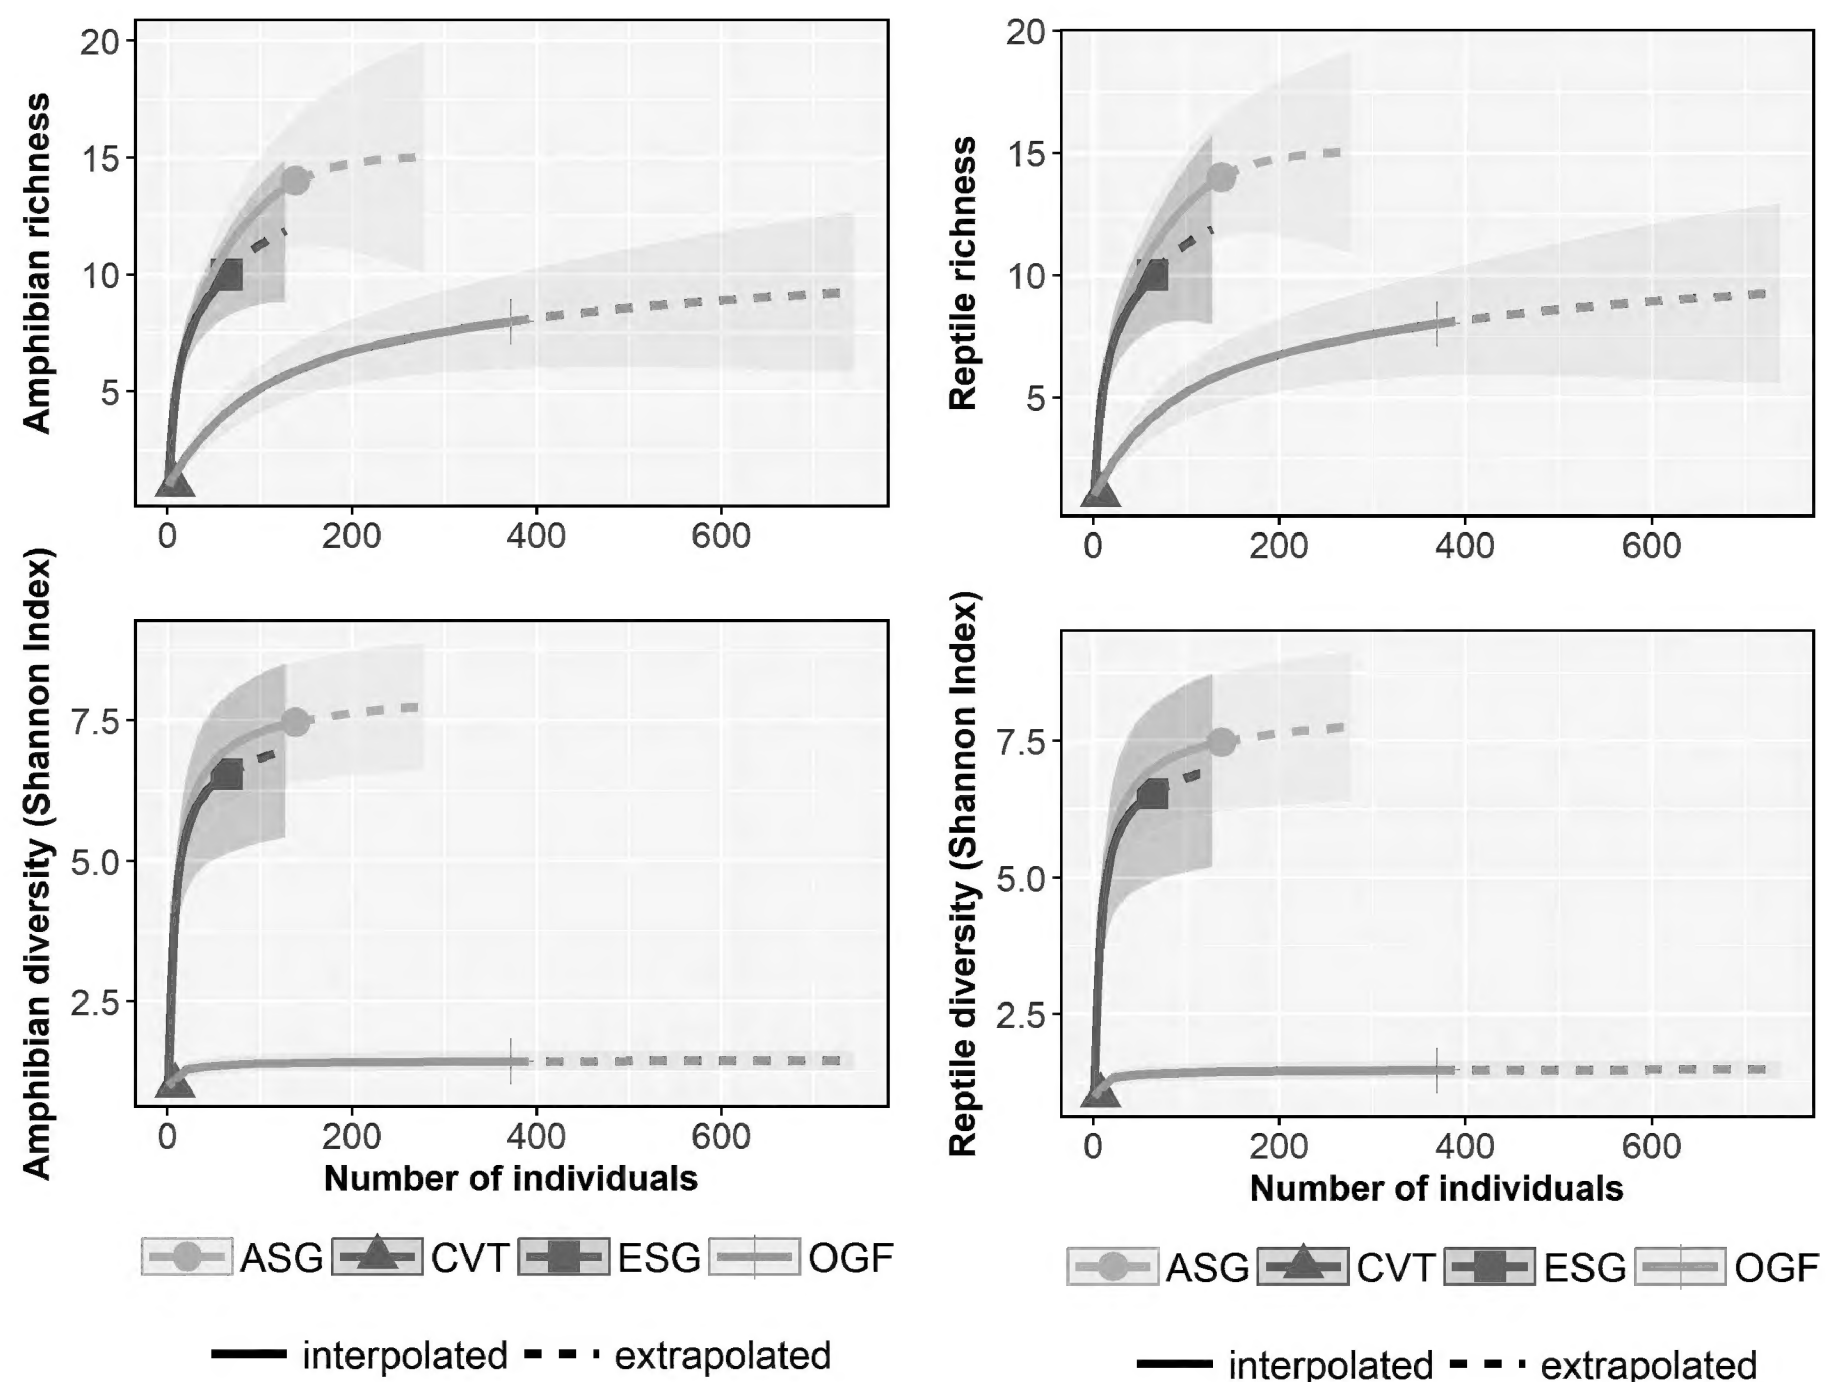 Amphibian richness
20
15
10
5
0 200 400 600
Reptile richness
20
15
10
5
0 200 400 600
Amphibian diversity (Shannon Index)
7.5
5.0
2.5
0 200 400 600
Number of individuals
Reptile diversity (Shannon Index)
7.5
5.0
2.5
0 200 400 600
Number of individuals
ASG CVT ESG OGF
interpolated extrapolated
ASG CVT ESG OGF
interpolated extrapolated